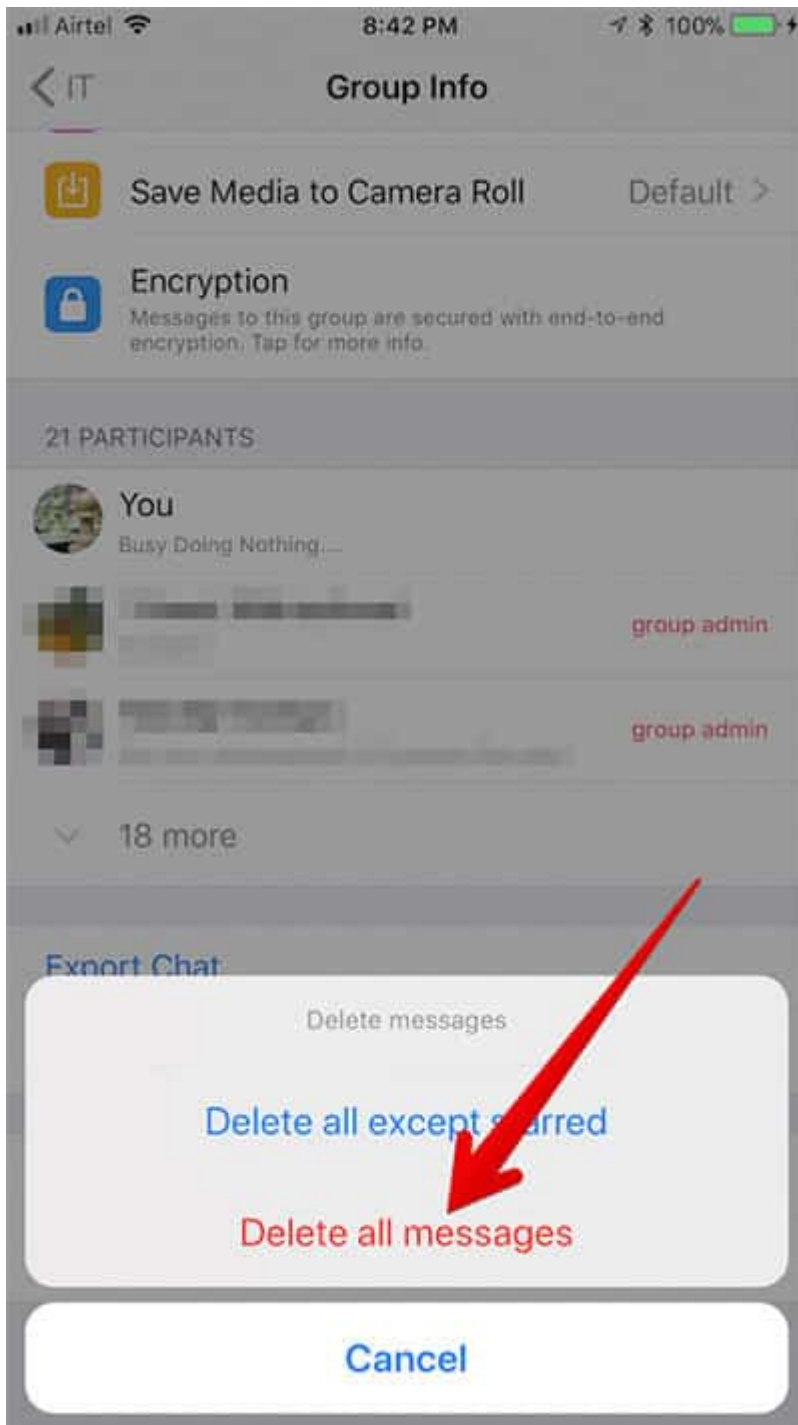 Airtel 8:42 PM 100%
IT Group Info
Save Media to Camera Roll Default
Encryption
Messages to this group are secured with end-to-end
encryption. Tap for more info.
21 PARTICIPANTS
You
Busy Doing Nothing....
group admin
group admin
18 more
Export Chat
Delete messages
Delete all except starred
Delete all messages
Cancel